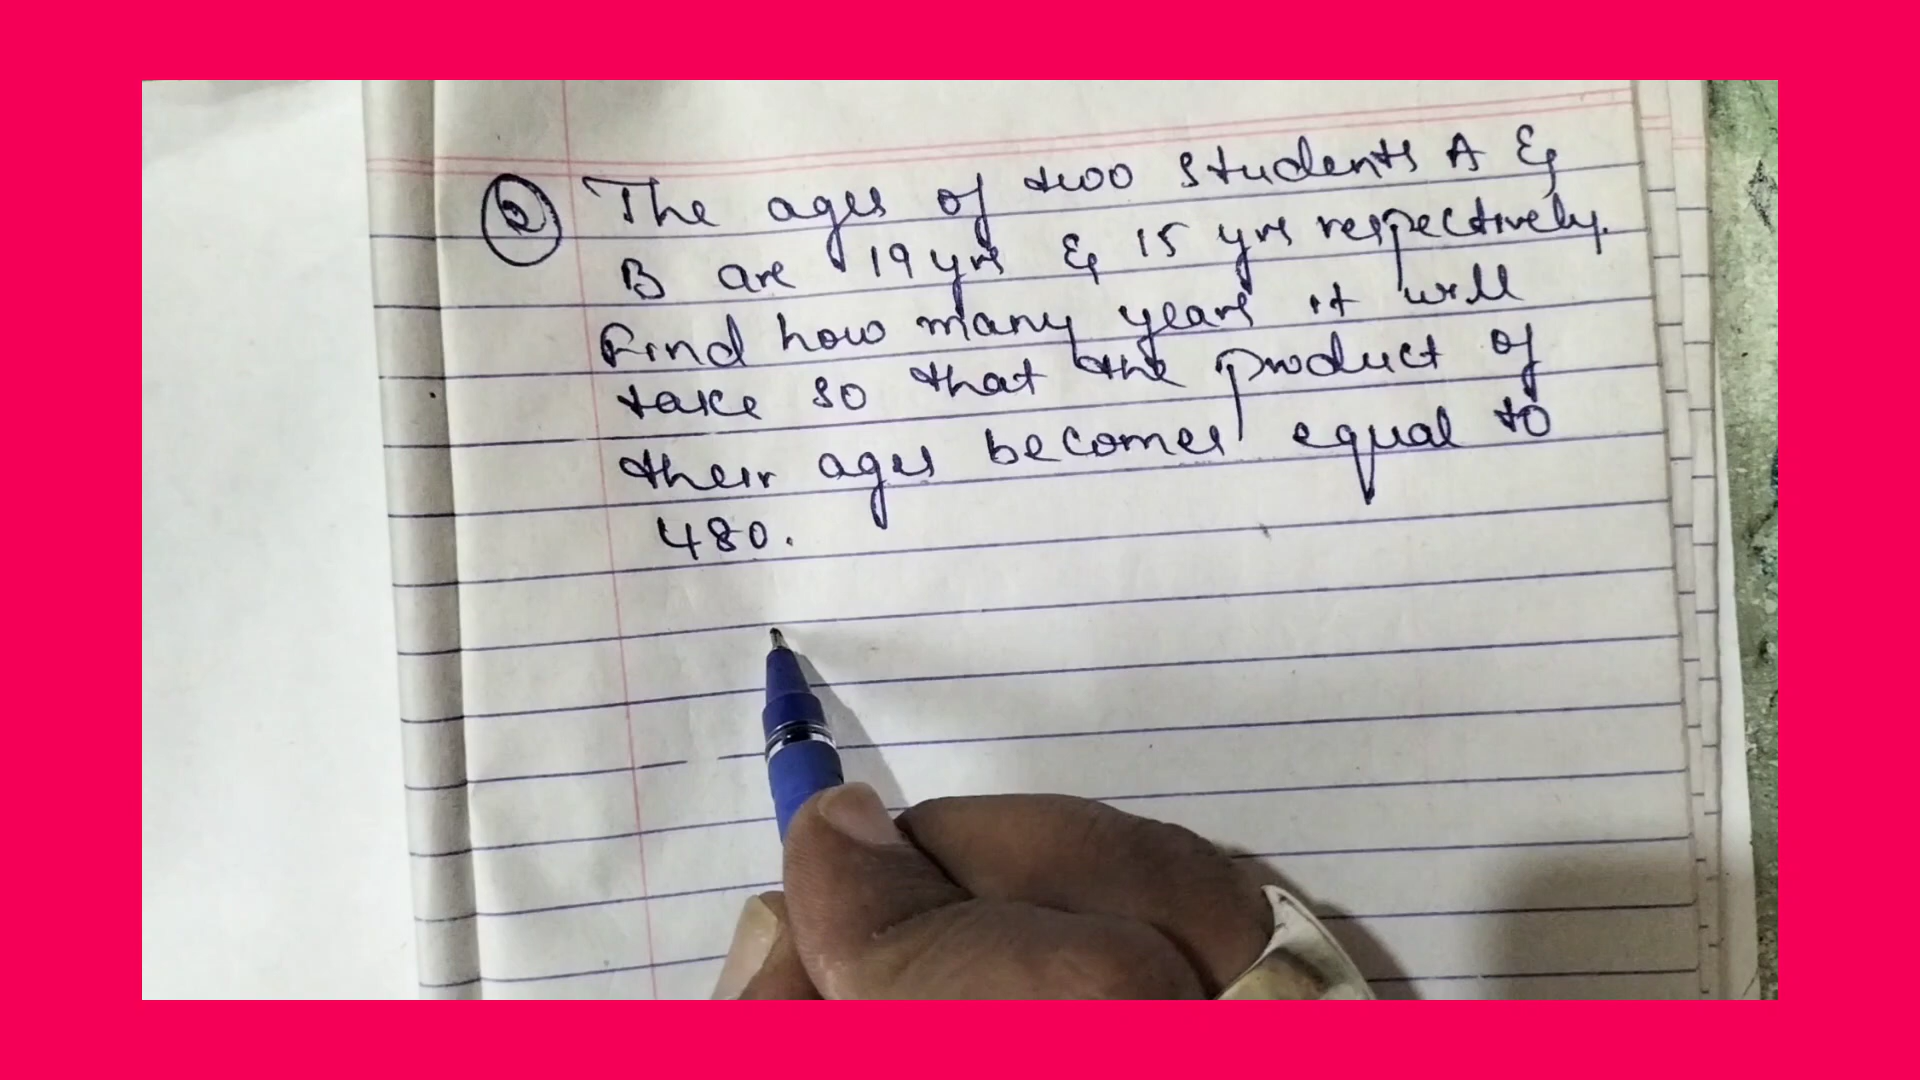 2 The ages of two students A &
B are 19 yrs & 15 yrs respectively.
Find how many years it will
take so that the product of
their ages becomes equal to
480.